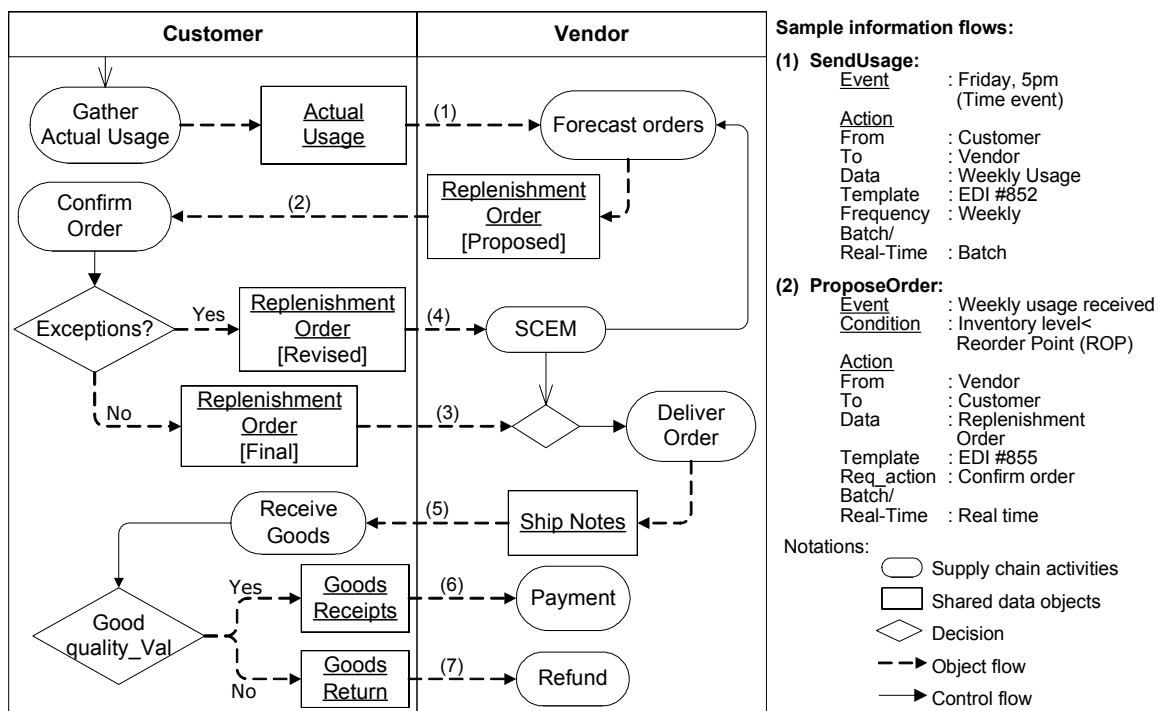 Customer
Vendor
Gather
Actual Usage
Actual
Usage
(1)
Forecast orders
Confirm
Order
(2)
Replenishment
Order
[Proposed]
Exceptions?
Yes
Replenishment
Order
[Revised]
(4)
SCEM
No
Replenishment
Order
[Final]
(3)
Deliver
Order
Receive
Goods
(5)
Ship Notes
Good
quality_Val
Yes
Goods
Receipts
(6)
Payment
No
Goods
Return
(7)
Refund
Sample information flows:
(1) SendUsage:
Event : Friday, 5pm
(Time event)
Action
From : Customer
To : Vendor
Data : Weekly Usage
Template : EDI #852
Frequency : Weekly
Batch/
Real-Time : Batch
(2) ProposeOrder:
Event : Weekly usage received
Condition : Inventory level<
Reorder Point (ROP)
Action
From : Vendor
To : Customer
Data : Replenishment
Order
Template : EDI #855
Req_action : Confirm order
Batch/
Real-Time : Real time
Notations:
Supply chain activities
Shared data objects
Decision
Object flow
Control flow